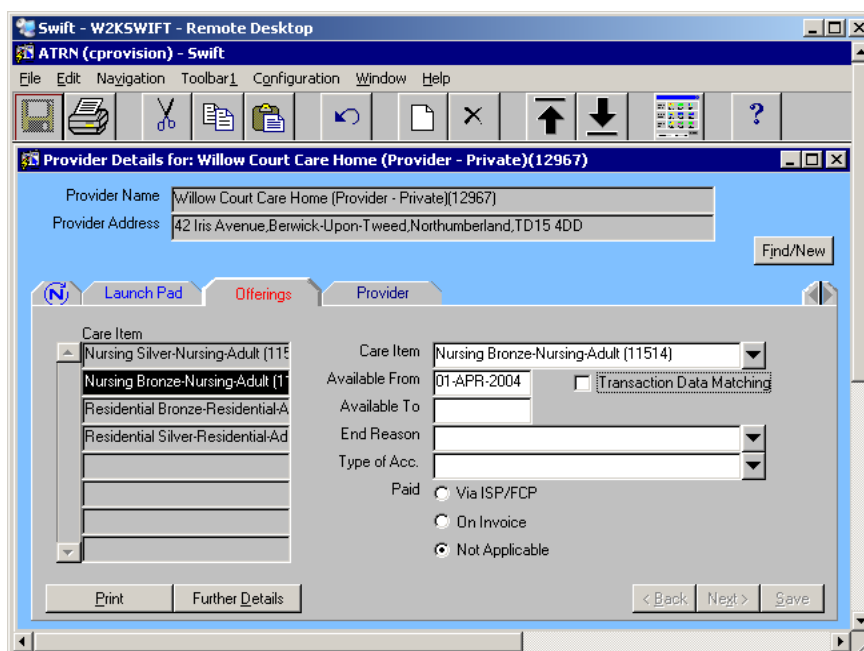 Swift - W2KSWIFT - Remote Desktop
ATRN (cprovision) - Swift
File Edit Navigation Toolbar1 Configuration Window Help
?
Provider Details for: Willow Court Care Home (Provider - Private)(12967)
Provider Name Willow Court Care Home (Provider - Private)(12967)
Provider Address 42 Iris Avenue,Berwick-Upon-Tweed,Northumberland,TD15 4DD
Find/New
N Launch Pad Offerings Provider
Care Item
Nursing Silver-Nursing-Adult (115
Nursing Bronze-Nursing-Adult (11
Residential Bronze-Residential-A
Residential Silver-Residential-Ad
Care Item Nursing Bronze-Nursing-Adult (11514)
Available From 01-APR-2004 Transaction Data Matching
Available To
End Reason
Type of Acc.
Paid Via ISP/FCP
On Invoice
Not Applicable
Print Further Details < Back Next > Save